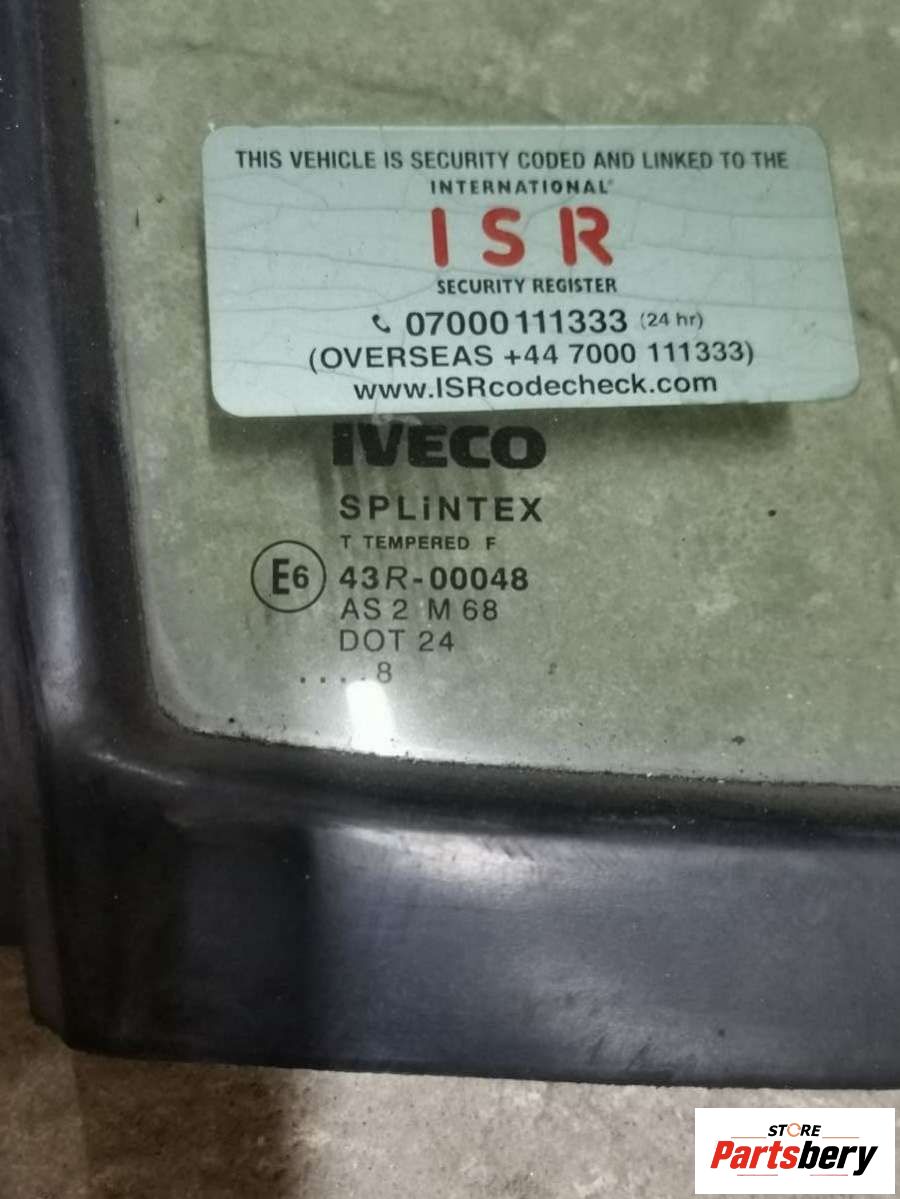 THIS VEHICLE IS SECURITY CODED AND LINKED TO THE
INTERNATIONAL
ISR
SECURITY REGISTER
07000111333 (24 hr)
(OVERSEAS +44 7000 111333)
www.ISRcodecheck.com
IVECO
SPLiNTEX
T TEMPERED F
E6 43R-00048
AS 2 M 68
DOT 24
....8
STORE
Partsbery